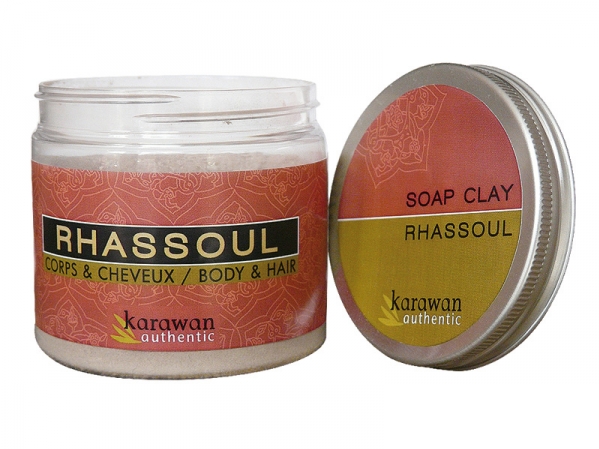 RHASSOUL
CORPS & CHEVEUX / BODY & HAIR
karawan
authentic
SOAP CLAY
RHASSOUL
karawan
authentic